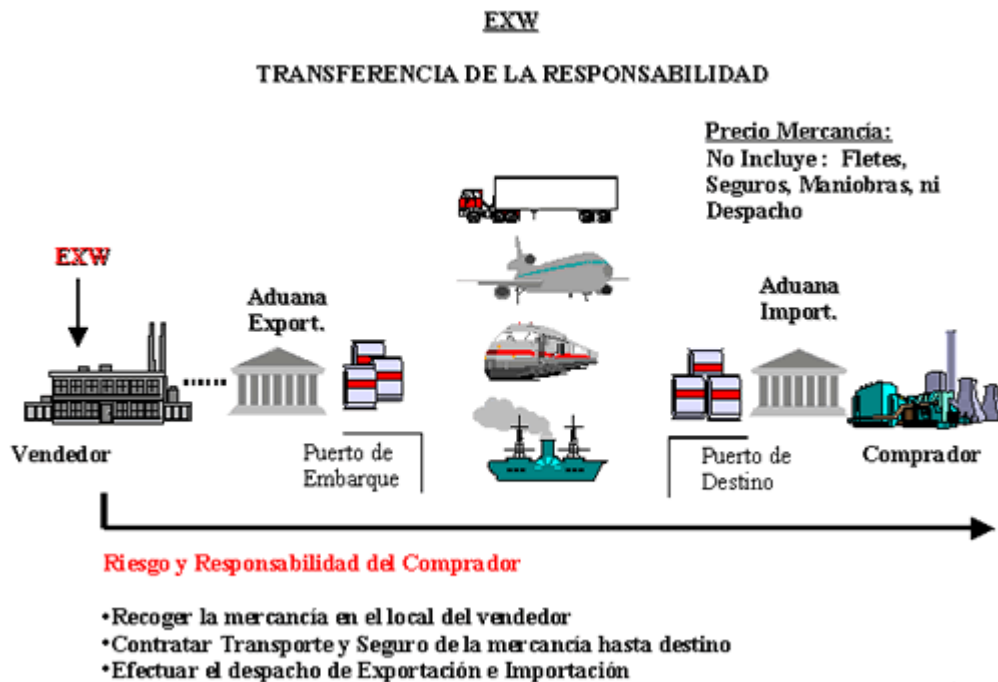 EXW
TRANSFERENCIA DE LA RESPONSABILIDAD
Precio Mercancía:
No Incluye : Fletes,
Seguros, Maniobras, ni
Despacho
EXW
Aduana
Export.
Aduana
Import.
Vendedor
Puerto de
Embarque
Puerto de
Destino
Comprador
Riesgo y Responsabilidad del Comprador
•Recoger la mercancía en el local del vendedor
•Contratar Transporte y Seguro de la mercancía hasta destino
•Efectuar el despacho de Exportación e Importación